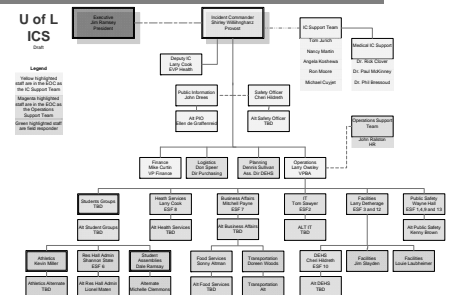 U of L
ICS
Draft
Legend
Yellow highlighted
staff are in the EOC as
the IC Support Team
Magenta highlighted
staff are in the EOC as
the Operations
Support Team
Green highlighted staff
are field responder
Executive
Jim Ramsey
President
Incident Commander
Shirley Willihnganz
Provost
IC Support Team
Tom Jurich
Nancy Martin
Angela Koshewa
Ron Moore
Michael Cuyjet
Medical IC Support
Dr. Rick Clover
Dr. Paul McKinney
Dr. Phil Bressoud
Deputy IC
Larry Cook
EVP Health
Public Information
John Drees
Safety Officer
Cheri Hildreth
Alt PIO
Ellen de Graffenreid
Alt Safety Officer
TBD
Operations Support
Team
John Ralston
HR
Finance
Mike Curtin
VP Finance
Logistics
Don Speer
Dir Purchasing
Planning
Dennis Sullivan
Ass. Dir DEHS
Operations
Larry Owsley
VPBA
Students Groups
TBD
Health Services
Larry Cook
ESF 8
Business Affairs
Mitchell Payne
ESF 7
IT
Tom Sawyer
ESF2
Facilities
Larry Detherage
ESF 3 and 12
Public Safety
Wayne Hall
ESF 1,4,9 and 13
Alt Student Groups
TBD
Alt Health Services
TBD
Alt Business Affairs
TBD
ALT IT
TBD
Alt Public Safety
Kenny Brown
Athletics
Kevin Miller
Res Hall Admin
Shannon Staten
ESF 6
Student
Assemblies
Dale Ramsay
Food Services
Sonny Altman
Transportation
Doreen Woods
DEHS
Cheri Hildreth
ESF 10
Facilities
Jim Slayden
Facilities
Louie Laubheimer
Athletics Alternate
TBD
Alt Res Hall Admin
Lionel Maten
Alternate
Michelle Clemmons
Alt Food Services
TBD
Transportation
Alt
Alt DEHS
TBD